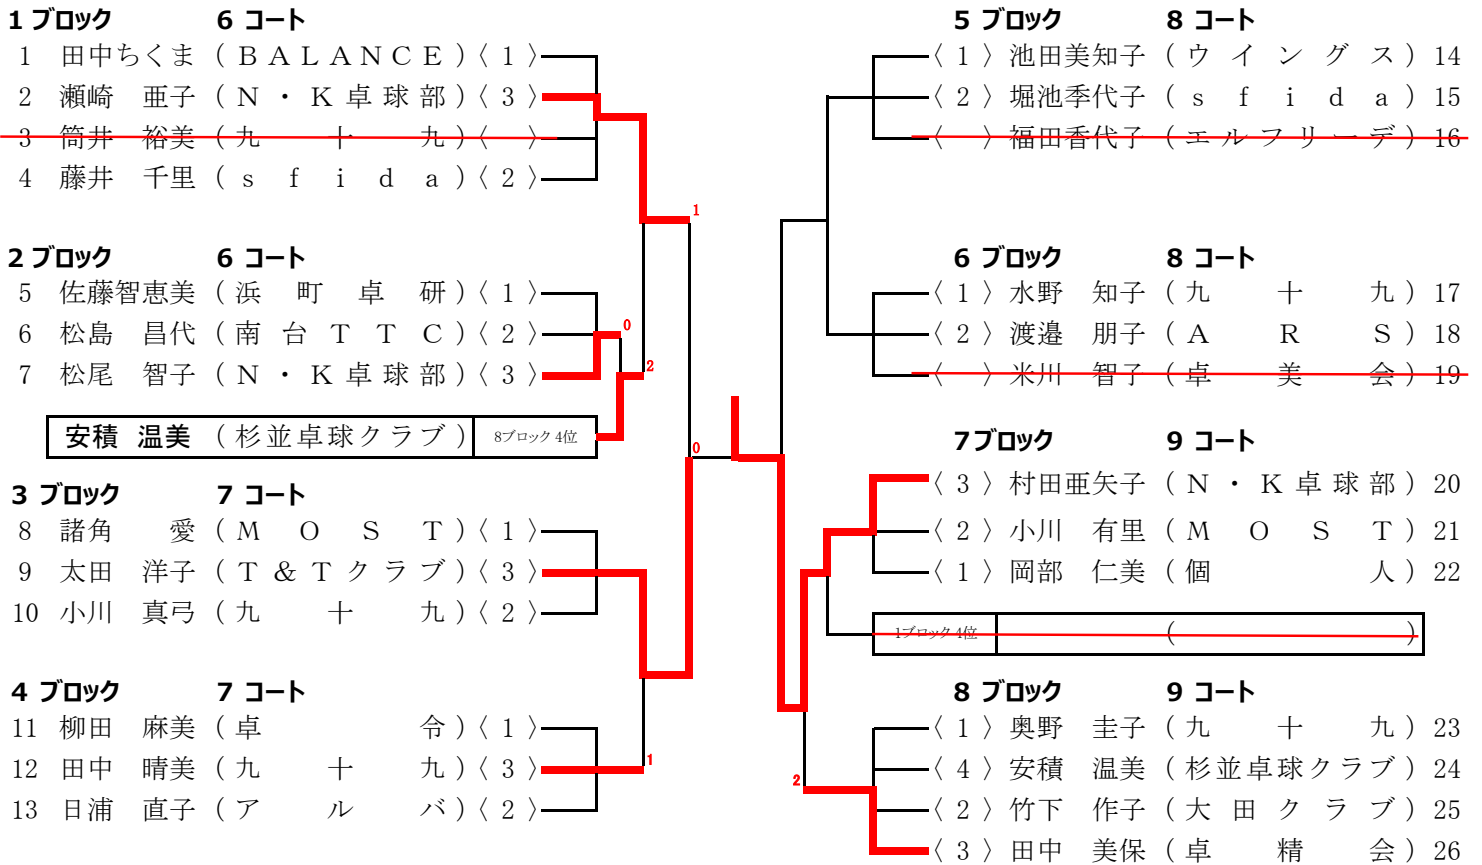 1 ブロック 6 コート
1 田中ちくま (BALANCE) 〈 1 〉
2 瀬崎 亜子 (N・K卓球部) 〈 3 〉
3 筒井 裕美 (九十九) 〈 〉
4 藤井 千里 (sfida) 〈 2 〉
1
2 ブロック 6 コート
5 佐藤智恵美 (浜町卓研) 〈 1 〉
6 松島 昌代 (南台TTC) 〈 2 〉
0
7 松尾 智子 (N・K卓球部) 〈 3 〉
2
安積 温美 (杉並卓球クラブ) 8ブロック 4位
0
3 ブロック 7 コート
8 諸角 愛 (MOST) 〈 1 〉
9 太田 洋子 (T&Tクラブ) 〈 3 〉
10 小川 真弓 (九十九) 〈 2 〉
4 ブロック 7 コート
11 柳田 麻美 (卓令) 〈 1 〉
12 田中 晴美 (九十九) 〈 3 〉
1
13 日浦 直子 (アルバ) 〈 2 〉
5 ブロック 8 コート
〈 1 〉 池田美知子 (ウイングス) 14
〈 2 〉 堀池季代子 (sfida) 15
〈 〉 福田香代子 (エルフリーデ) 16
6 ブロック 8 コート
〈 1 〉 水野 知子 (九十九) 17
〈 2 〉 渡邉 朋子 (ARS) 18
〈 〉 米川 智子 (卓美会) 19
7ブロック 9 コート
〈 3 〉 村田亜矢子 (N・K卓球部) 20
〈 2 〉 小川 有里 (MOST) 21
〈 1 〉 岡部 仁美 (個人) 22
1ブロック 4位 ( )
8 ブロック 9 コート
〈 1 〉 奥野 圭子 (九十九) 23
〈 4 〉 安積 温美 (杉並卓球クラブ) 24
2
〈 2 〉 竹下 作子 (大田クラブ) 25
〈 3 〉 田中 美保 (卓精会) 26